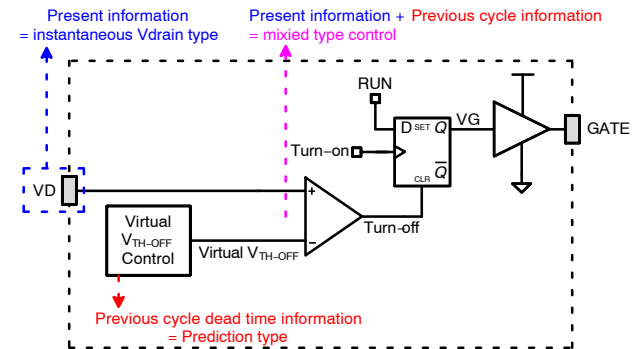 Present information
= instantaneous Vdrain type
Present information + Previous cycle information
= mixied type control
RUN
D SET Q
VG
GATE
Turn-on
Q
CLR
VD
+
Virtual
VTH-OFF
Control
Virtual VTH-OFF
−
Turn-off
Previous cycle dead time information
= Prediction type